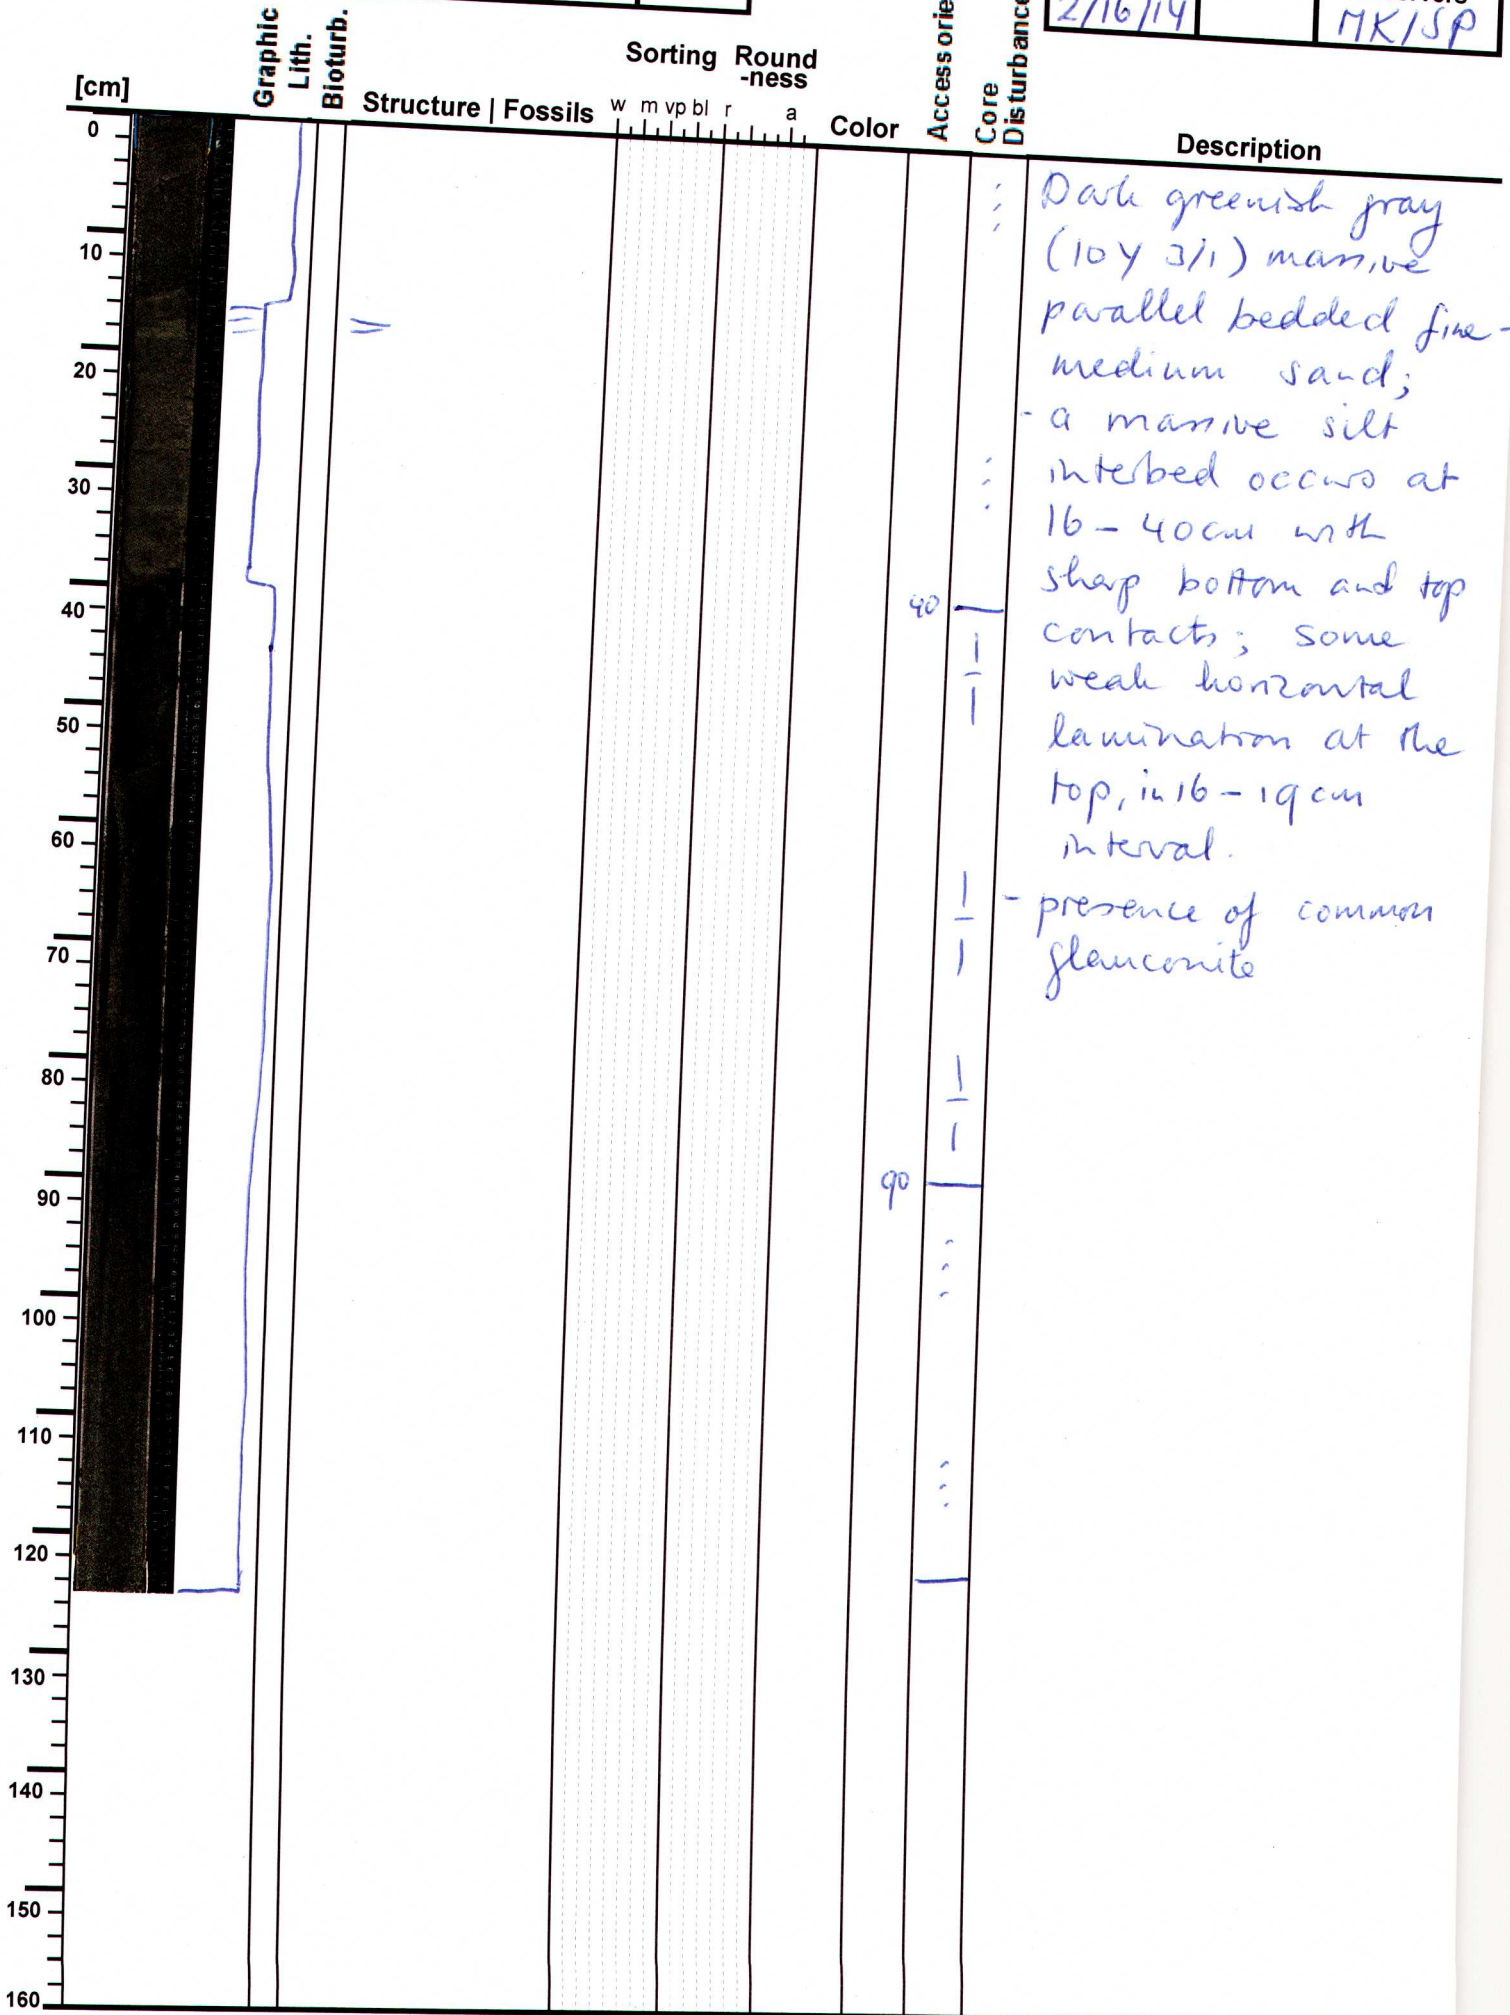 2/16/14 MK/SP
[cm] Graphic Lith. Bioturb. Structure | Fossils Sorting Round-ness Color Accessorie Core Disturbance Description
w m vp bl r a
0
10
20
30
40
50
60
70
80
90
100
110
120
130
140
150
160
40
90
Dark greenish gray
(10Y 3/1) massive
parallel bedded fine-
medium sand;
- a massive silt
interbed occurs at
16 - 40cm with
sharp bottom and top
contacts; some
weak horizontal
lamination at the
top, in 16 - 19 cm
interval.
- presence of common
glauconite